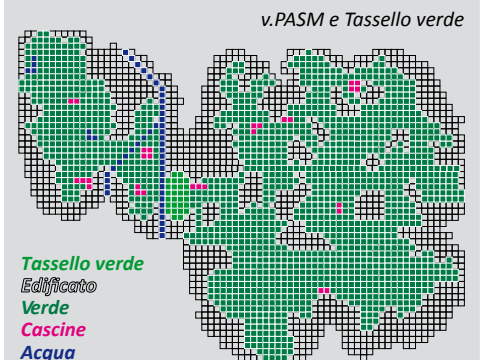 v.PASM e Tassello verde
Tassello verde
Edificato
Verde
Cascine
Acqua